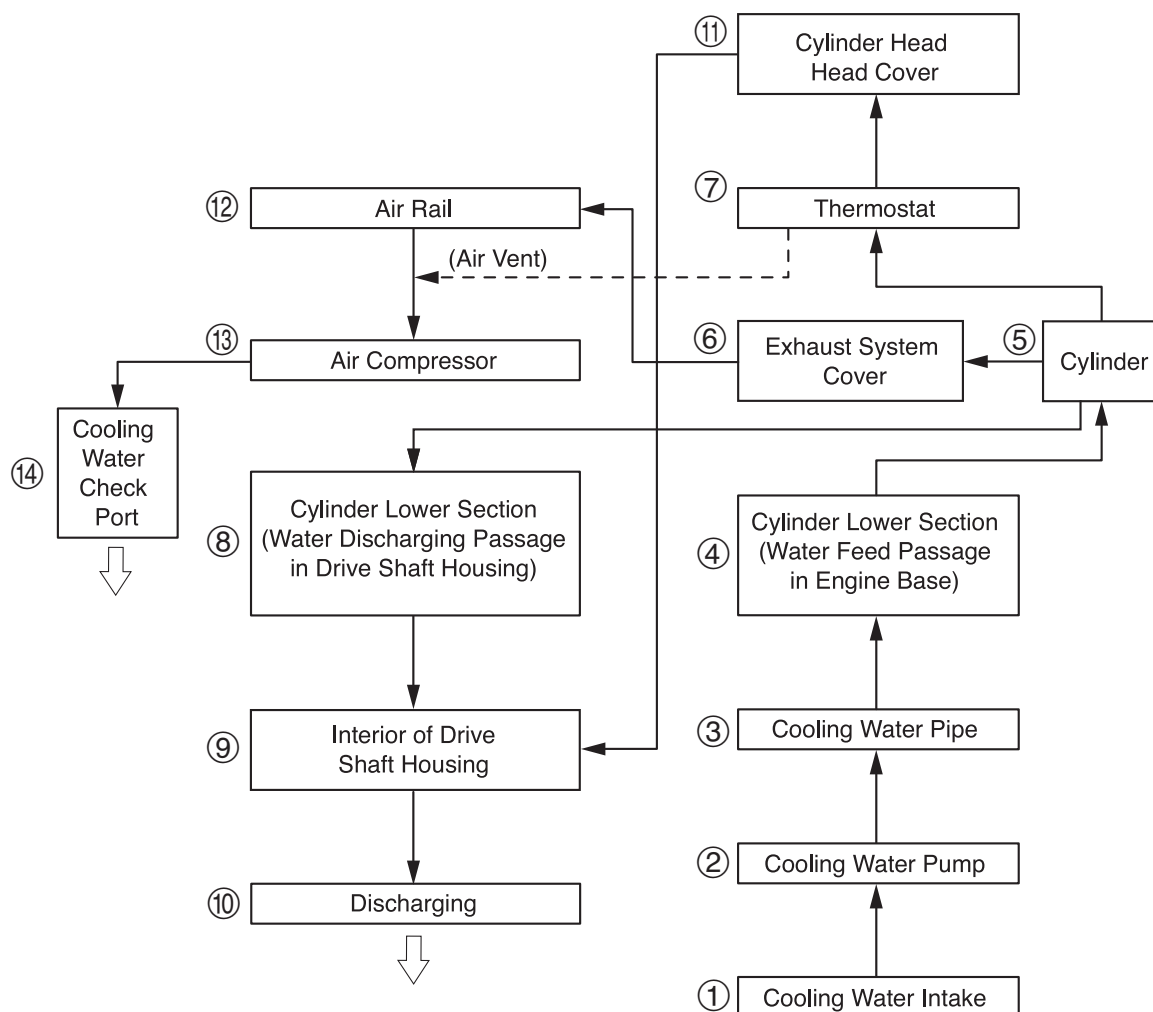 ⑪
Cylinder Head
Head Cover
⑫
Air Rail
⑦
Thermostat
(Air Vent)
⑬
Air Compressor
⑥
Exhaust System
Cover
⑤
Cylinder
⑭
Cooling
Water
Check
Port
⑧
Cylinder Lower Section
(Water Discharging Passage
in Drive Shaft Housing)
④
Cylinder Lower Section
(Water Feed Passage
in Engine Base)
⑨
Interior of Drive
Shaft Housing
③
Cooling Water Pipe
②
Cooling Water Pump
⑩
Discharging
①
Cooling Water Intake